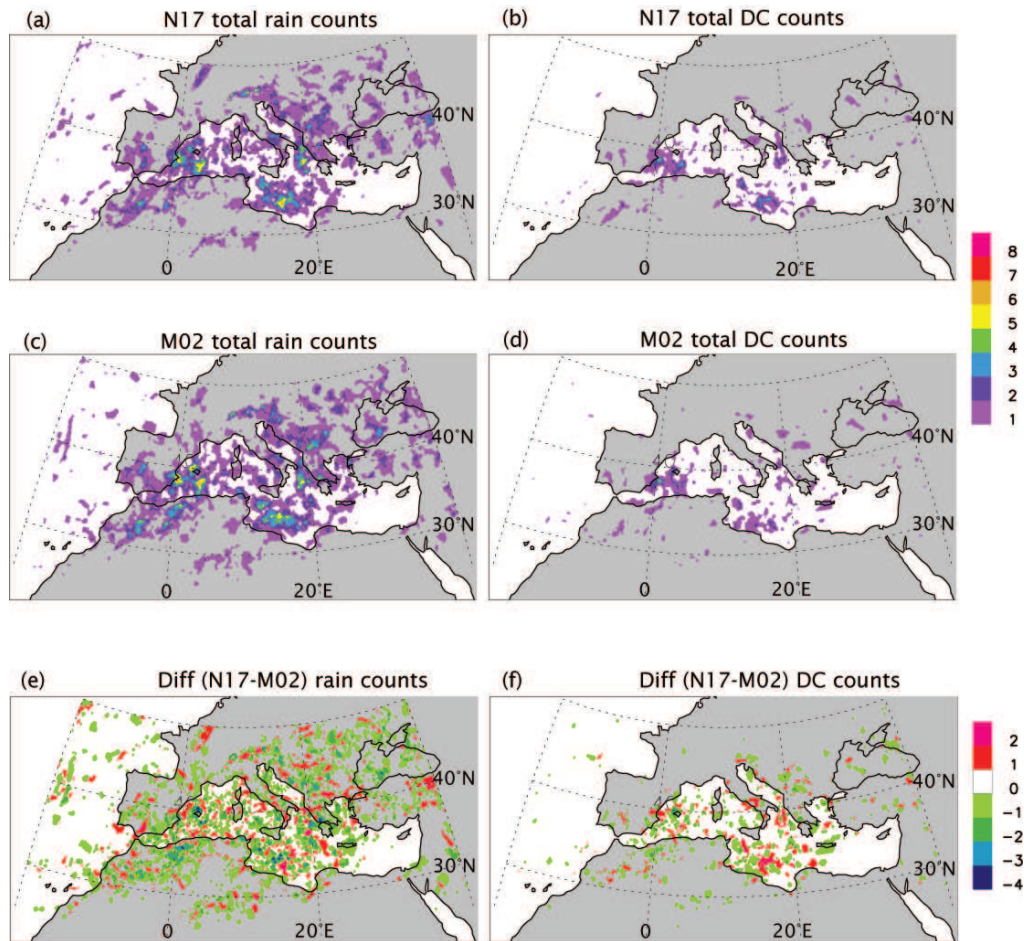 (a) N17 total rain counts
40°N
30°N
0
20°E
(b) N17 total DC counts
40°N
30°N
0
20°E
8
7
6
5
4
3
2
1
(c) M02 total rain counts
40°N
30°N
0
20°E
(d) M02 total DC counts
40°N
30°N
0
20°E
(e) Diff (N17-M02) rain counts
40°N
30°N
0
20°E
(f) Diff (N17-M02) DC counts
40°N
30°N
0
20°E
2
1
0
-1
-2
-3
-4